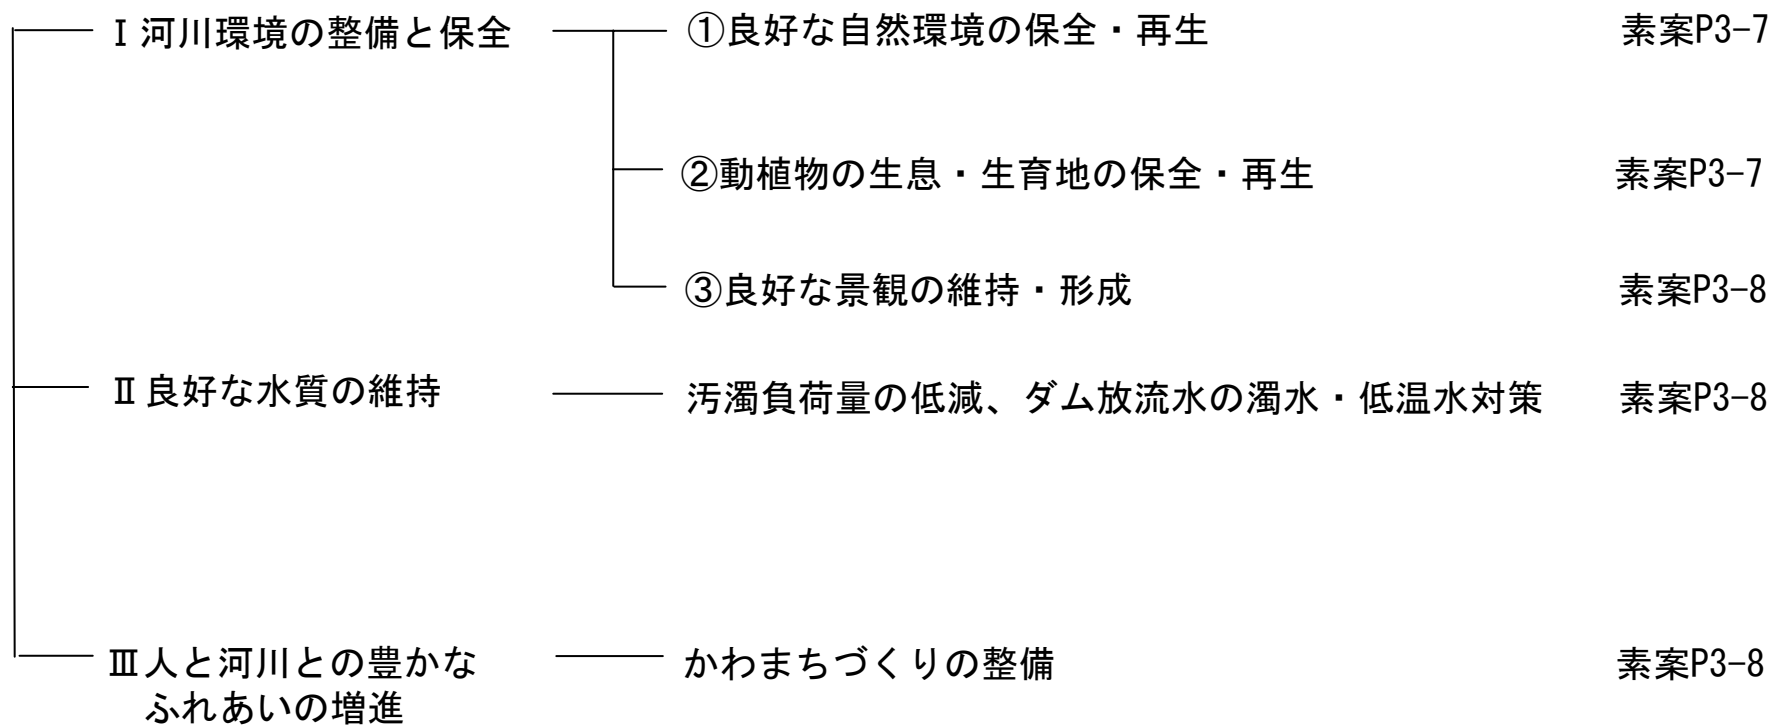 Ⅰ河川環境の整備と保全 ①良好な自然環境の保全・再生 素案P3-7
②動植物の生息・生育地の保全・再生 素案P3-7
③良好な景観の維持・形成 素案P3-8
Ⅱ良好な水質の維持 汚濁負荷量の低減、ダム放流水の濁水・低温水対策 素案P3-8
Ⅲ人と河川との豊かな かわまちづくりの整備 素案P3-8
ふれあいの増進